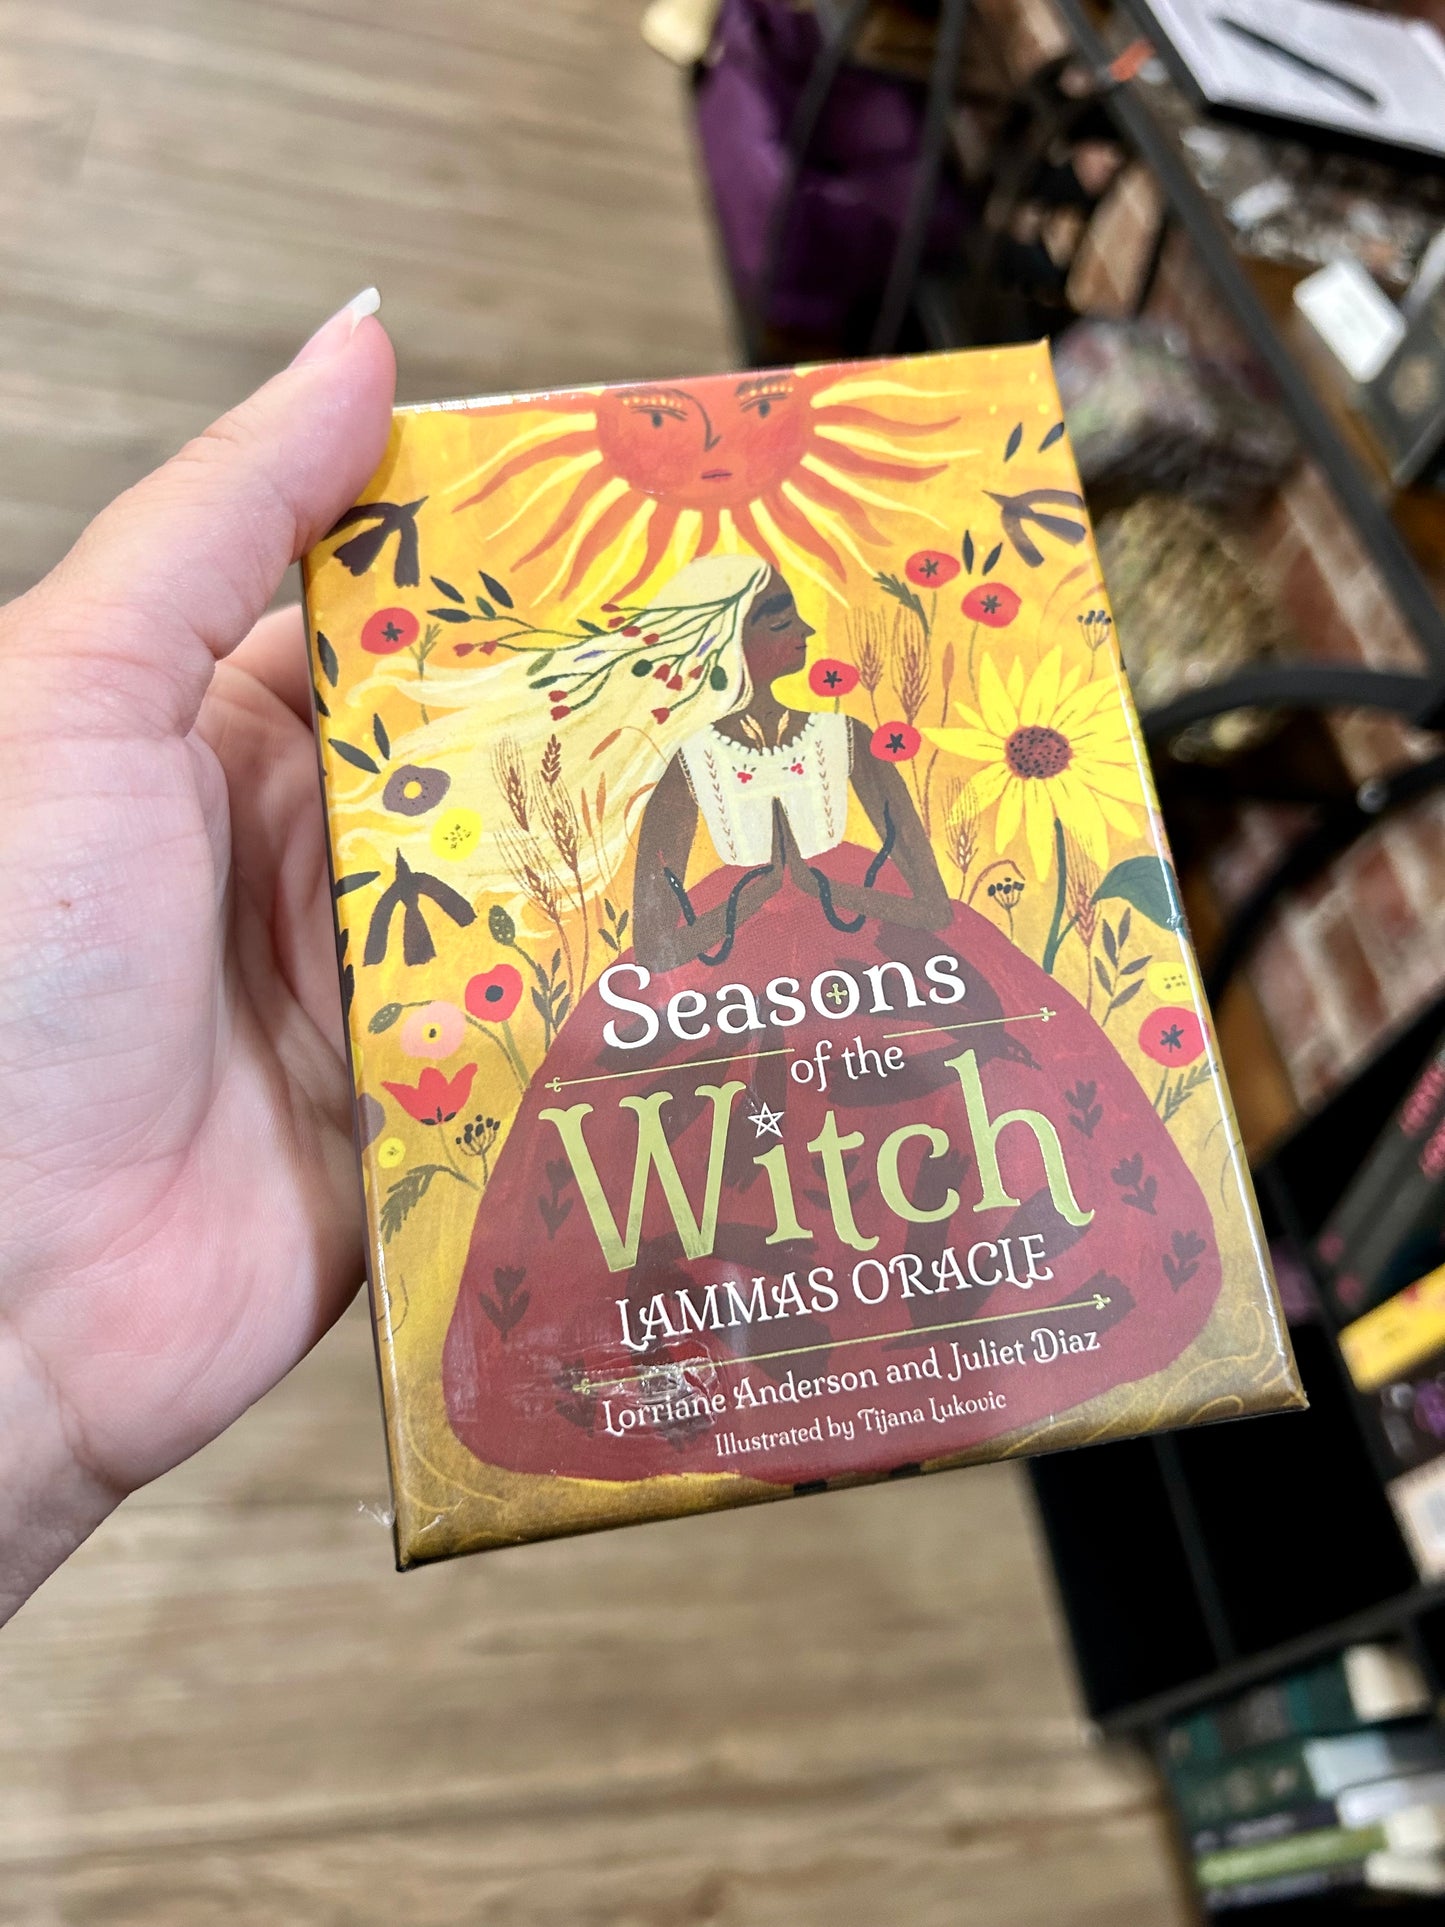 Seasons
of the
Witch
LAMMAS ORACLE
Lorriane Anderson and Juliet Diaz
Illustrated by Tijana Lukovic